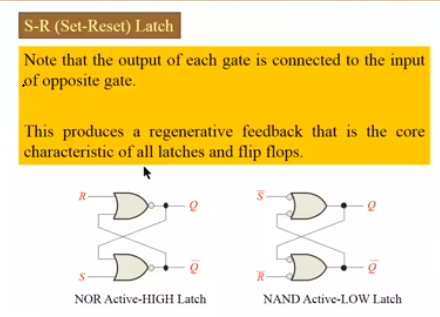 S-R (Set-Reset) Latch
Note that the output of each gate is connected to the input
of opposite gate.
This produces a regenerative feedback that is the core
characteristic of all latches and flip flops.
R
Q
S
Q̅
NOR Active-HIGH Latch
S̅
Q
R̅
Q̅
NAND Active-LOW Latch